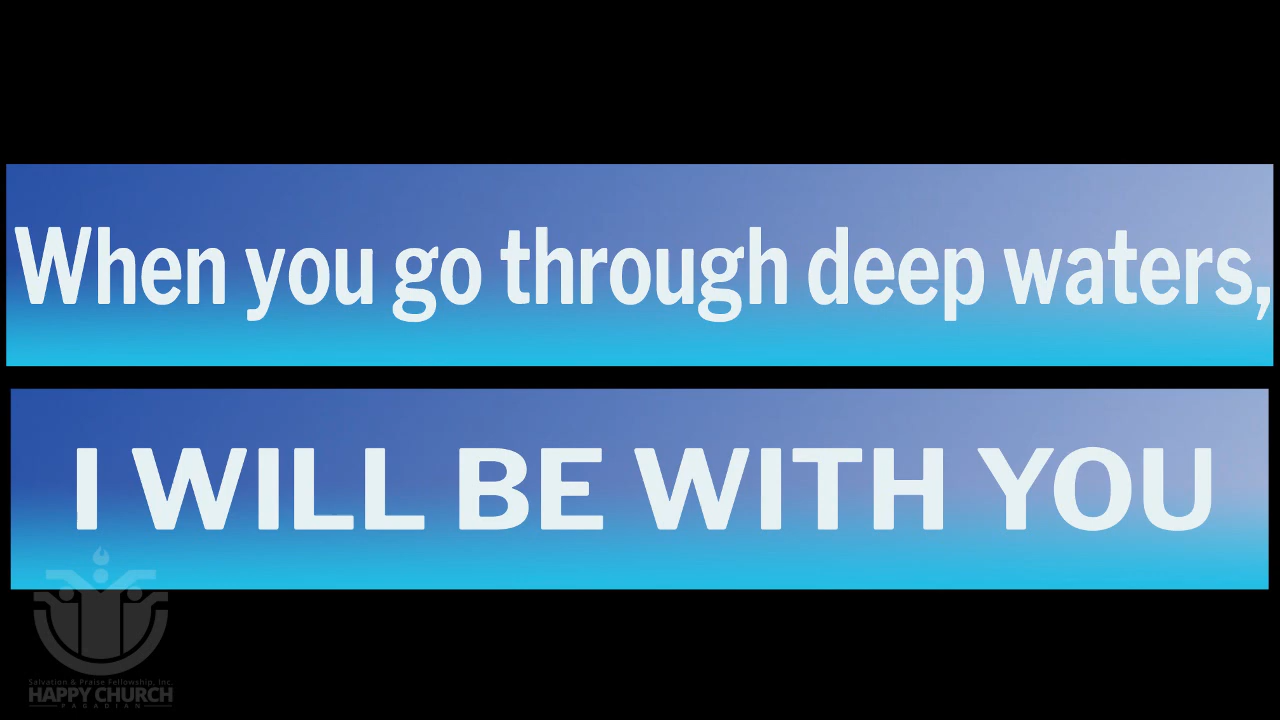 When you go through deep waters,
I WILL BE WITH YOU
Salvation & Praise Fellowship, Inc.
HAPPY CHURCH
PAGADIAN